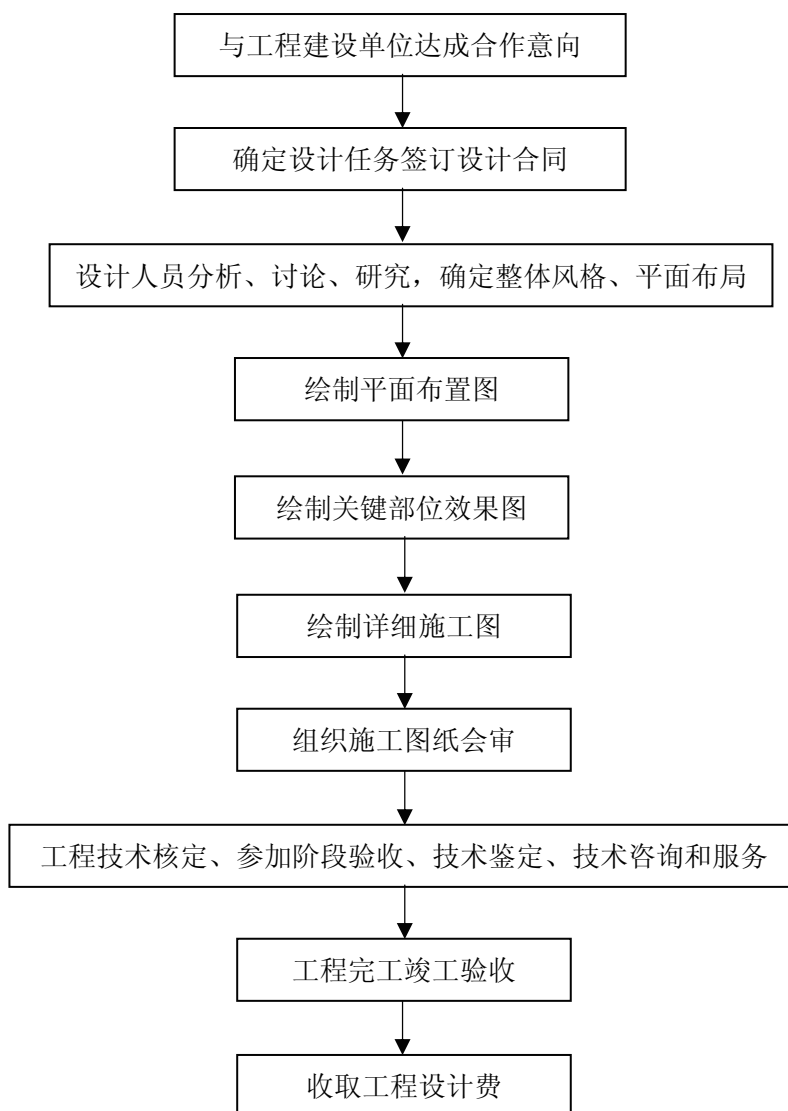 与工程建设单位达成合作意向
确定设计任务签订设计合同
设计人员分析、讨论、研究，确定整体风格、平面布局
绘制平面布置图
绘制关键部位效果图
绘制详细施工图
组织施工图纸会审
工程技术核定、参加阶段验收、技术鉴定、技术咨询和服务
工程完工竣工验收
收取工程设计费